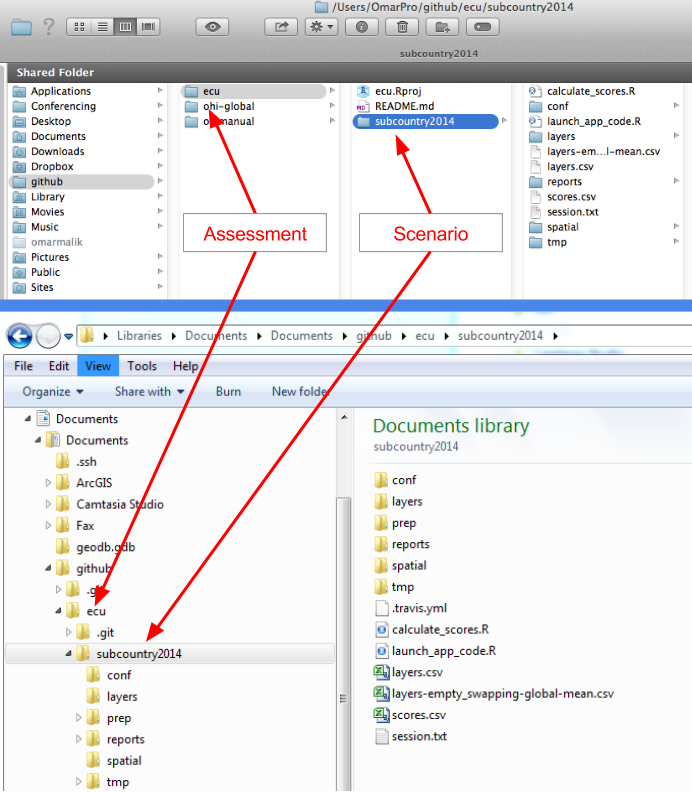 /Users/OmarPro/github/ecu/subcountry2014
subcountry2014
Shared Folder
Applications
Conferencing
Desktop
Documents
Downloads
Dropbox
github
Library
Movies
Music
omarmalik
Pictures
Public
Sites
ecu
ohi-global
ecu.Rproj
README.md
subcountry2014
calculate_scores.R
conf
launch_app_code.R
layers
layers-em...l-mean.csv
layers.csv
reports
scores.csv
session.txt
spatial
tmp
Assessment
Scenario
Libraries
Documents
Documents
github
ecu
subcountry2014
File Edit View Tools Help
Organize Share with Burn New folder
Documents
Documents
.ssh
ArcGIS
Camtasia Studio
Fax
geodb.gdb
github
ecu
.git
subcountry2014
conf
layers
prep
reports
spatial
tmp
Documents library
subcountry2014
conf
layers
prep
reports
spatial
tmp
.travis.yml
calculate_scores.R
launch_app_code.R
layers.csv
layers-empty_swapping-global-mean.csv
scores.csv
session.txt